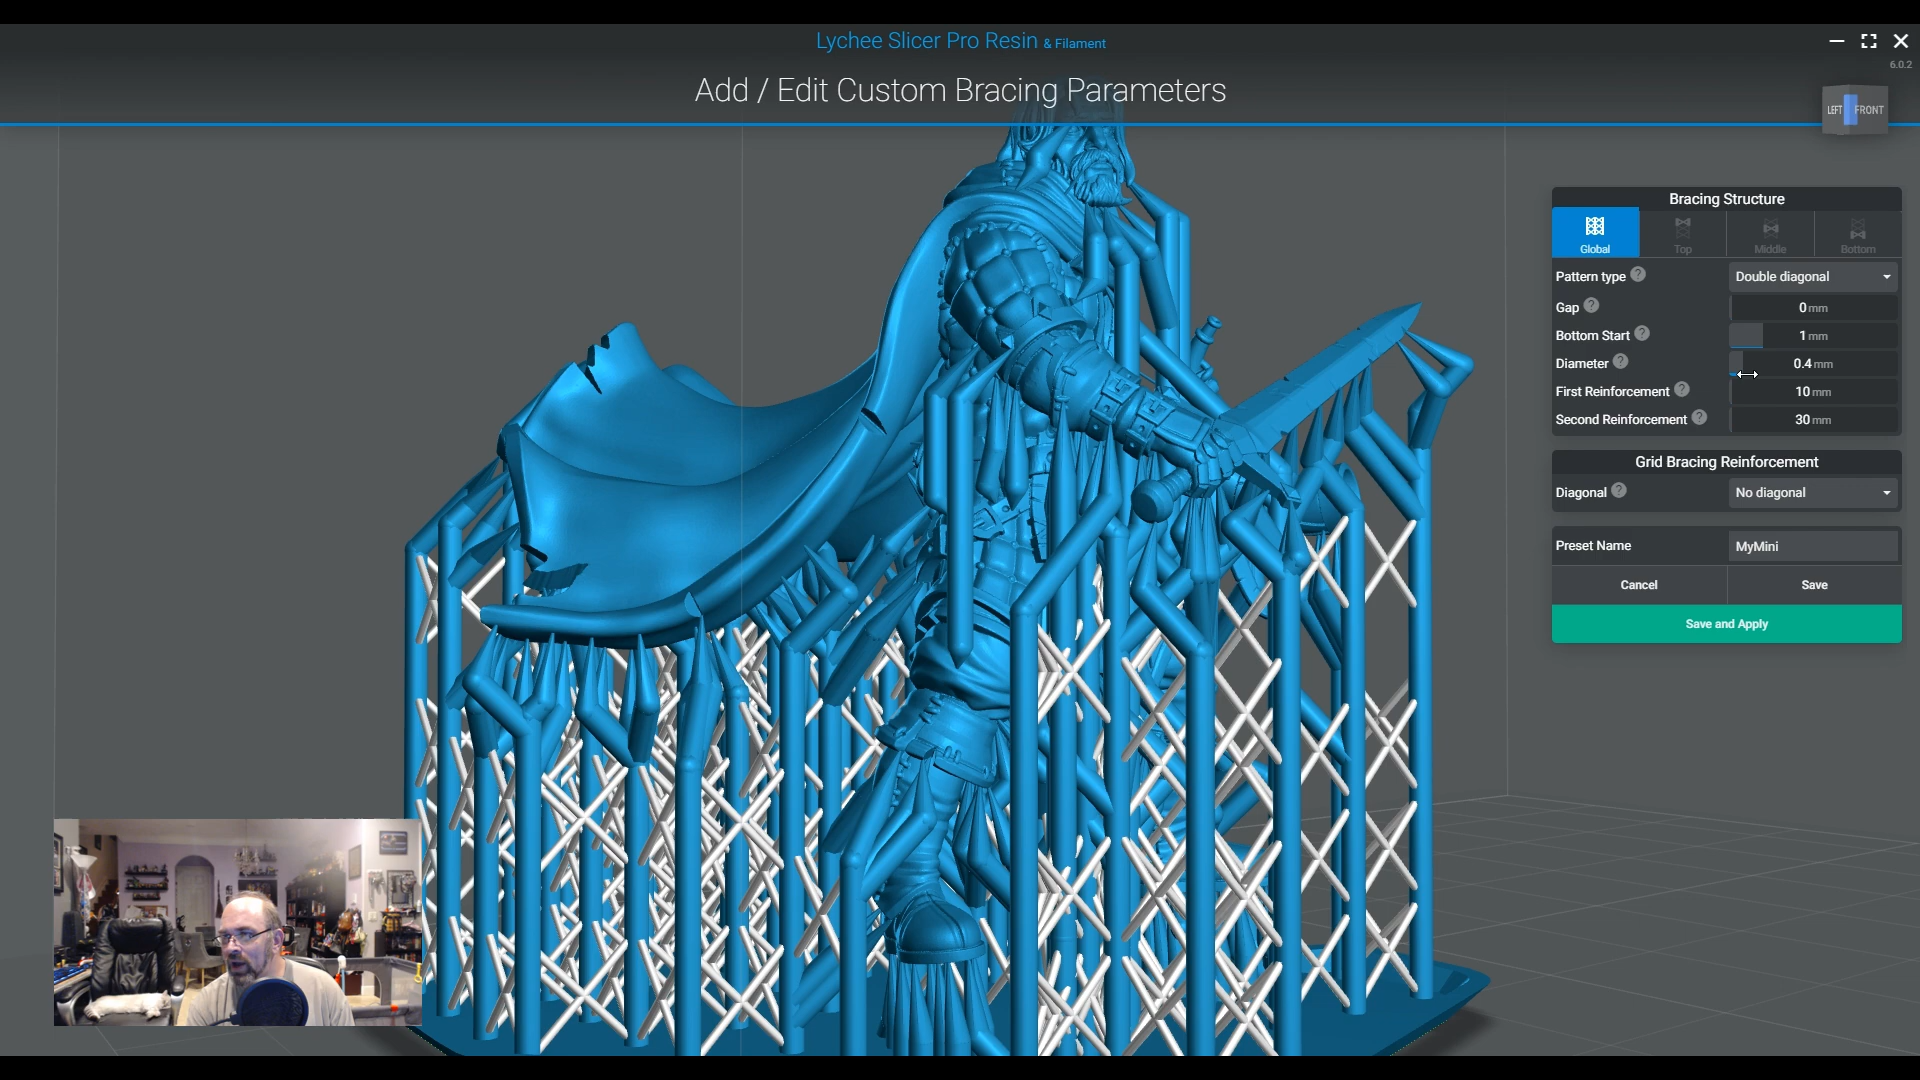 Lychee Slicer Pro Resin & Filament
6.0.2
Add / Edit Custom Bracing Parameters
LEFT FRONT
Bracing Structure
Global Top Middle Bottom
Pattern type ? Double diagonal
Gap ? 0 mm
Bottom Start ? 1 mm
Diameter ? 0.4 mm
First Reinforcement ? 10 mm
Second Reinforcement ? 30 mm
Grid Bracing Reinforcement
Diagonal ? No diagonal
Preset Name MyMini
Cancel Save
Save and Apply